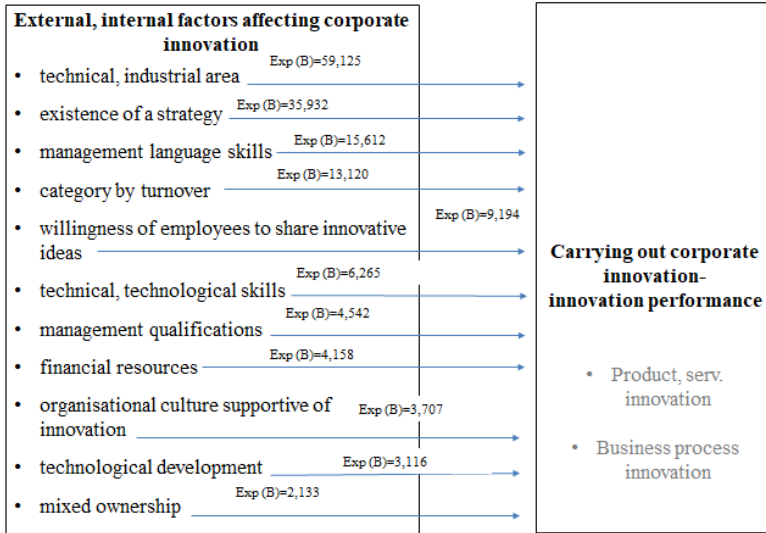 External, internal factors affecting corporate
innovation
Exp (B)=59,125
• technical, industrial area
Exp (B)=35,932
• existence of a strategy
Exp (B)=15,612
• management language skills
Exp (B)=13,120
• category by turnover
Exp (B)=9,194
• willingness of employees to share innovative
ideas
Exp (B)=6,265
• technical, technological skills
Exp (B)=4,542
• management qualifications
Exp (B)=4,158
• financial resources
• organisational culture supportive of
Exp (B)=3,707
innovation
Exp (B)=3,116
• technological development
Exp (B)=2,133
• mixed ownership
Carrying out corporate
innovation-
innovation performance
• Product, serv.
innovation
• Business process
innovation